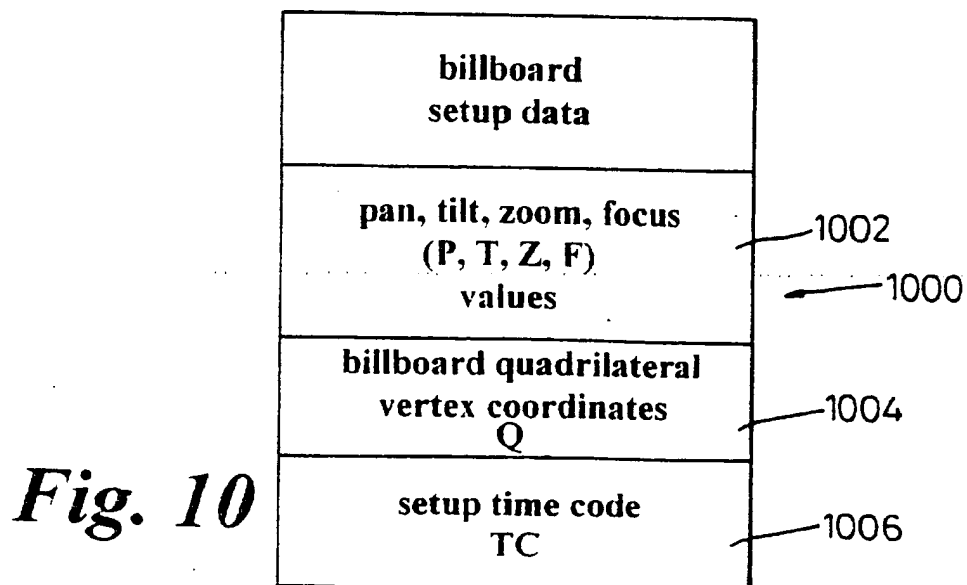 billboard
setup data
pan, tilt, zoom, focus
(P, T, Z, F)
values
1002
1000
billboard quadrilateral
vertex coordinates
Q
1004
Fig. 10
setup time code
TC
1006